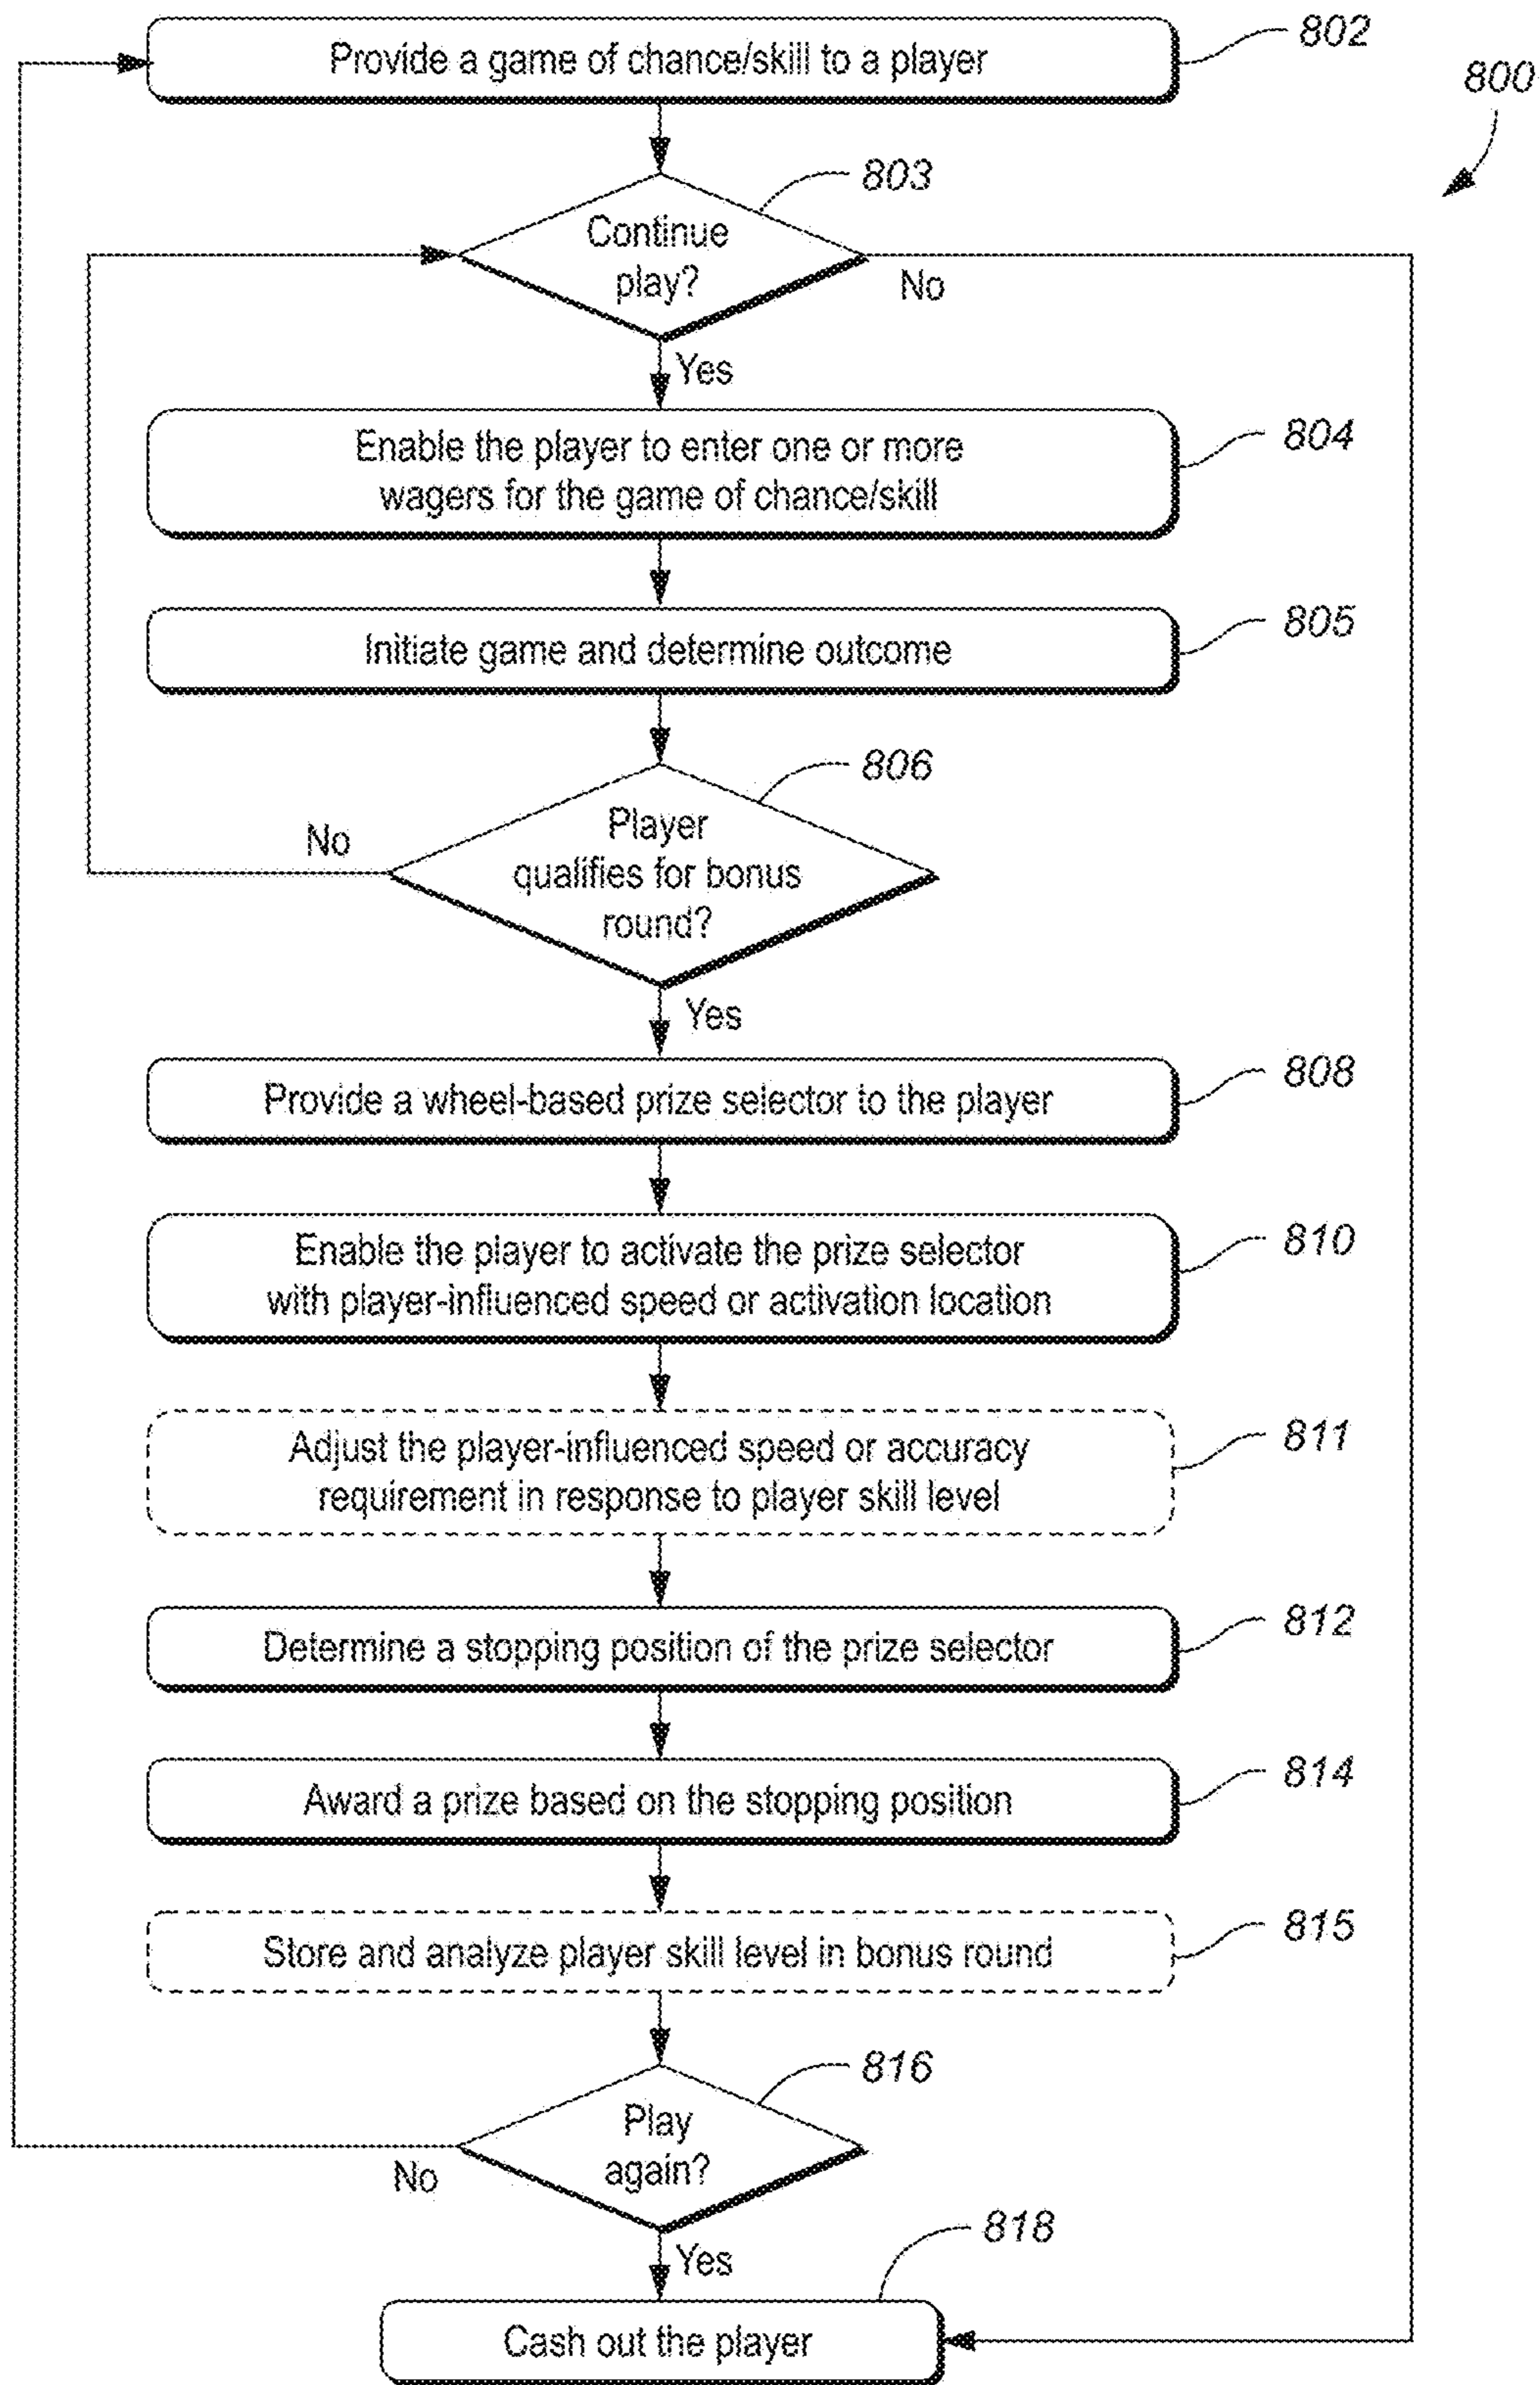 Provide a game of chance/skill to a player
802
800
803
Continue
play?
No
Yes
Enable the player to enter one or more
wagers for the game of chance/skill
804
Initiate game and determine outcome
805
806
Player
qualifies for bonus
round?
No
Yes
Provide a wheel-based prize selector to the player
808
Enable the player to activate the prize selector
with player-influenced speed or activation location
810
Adjust the player-influenced speed or accuracy
requirement in response to player skill level
811
Determine a stopping position of the prize selector
812
Award a prize based on the stopping position
814
Store and analyze player skill level in bonus round
815
816
Play
again?
No
Yes
818
Cash out the player